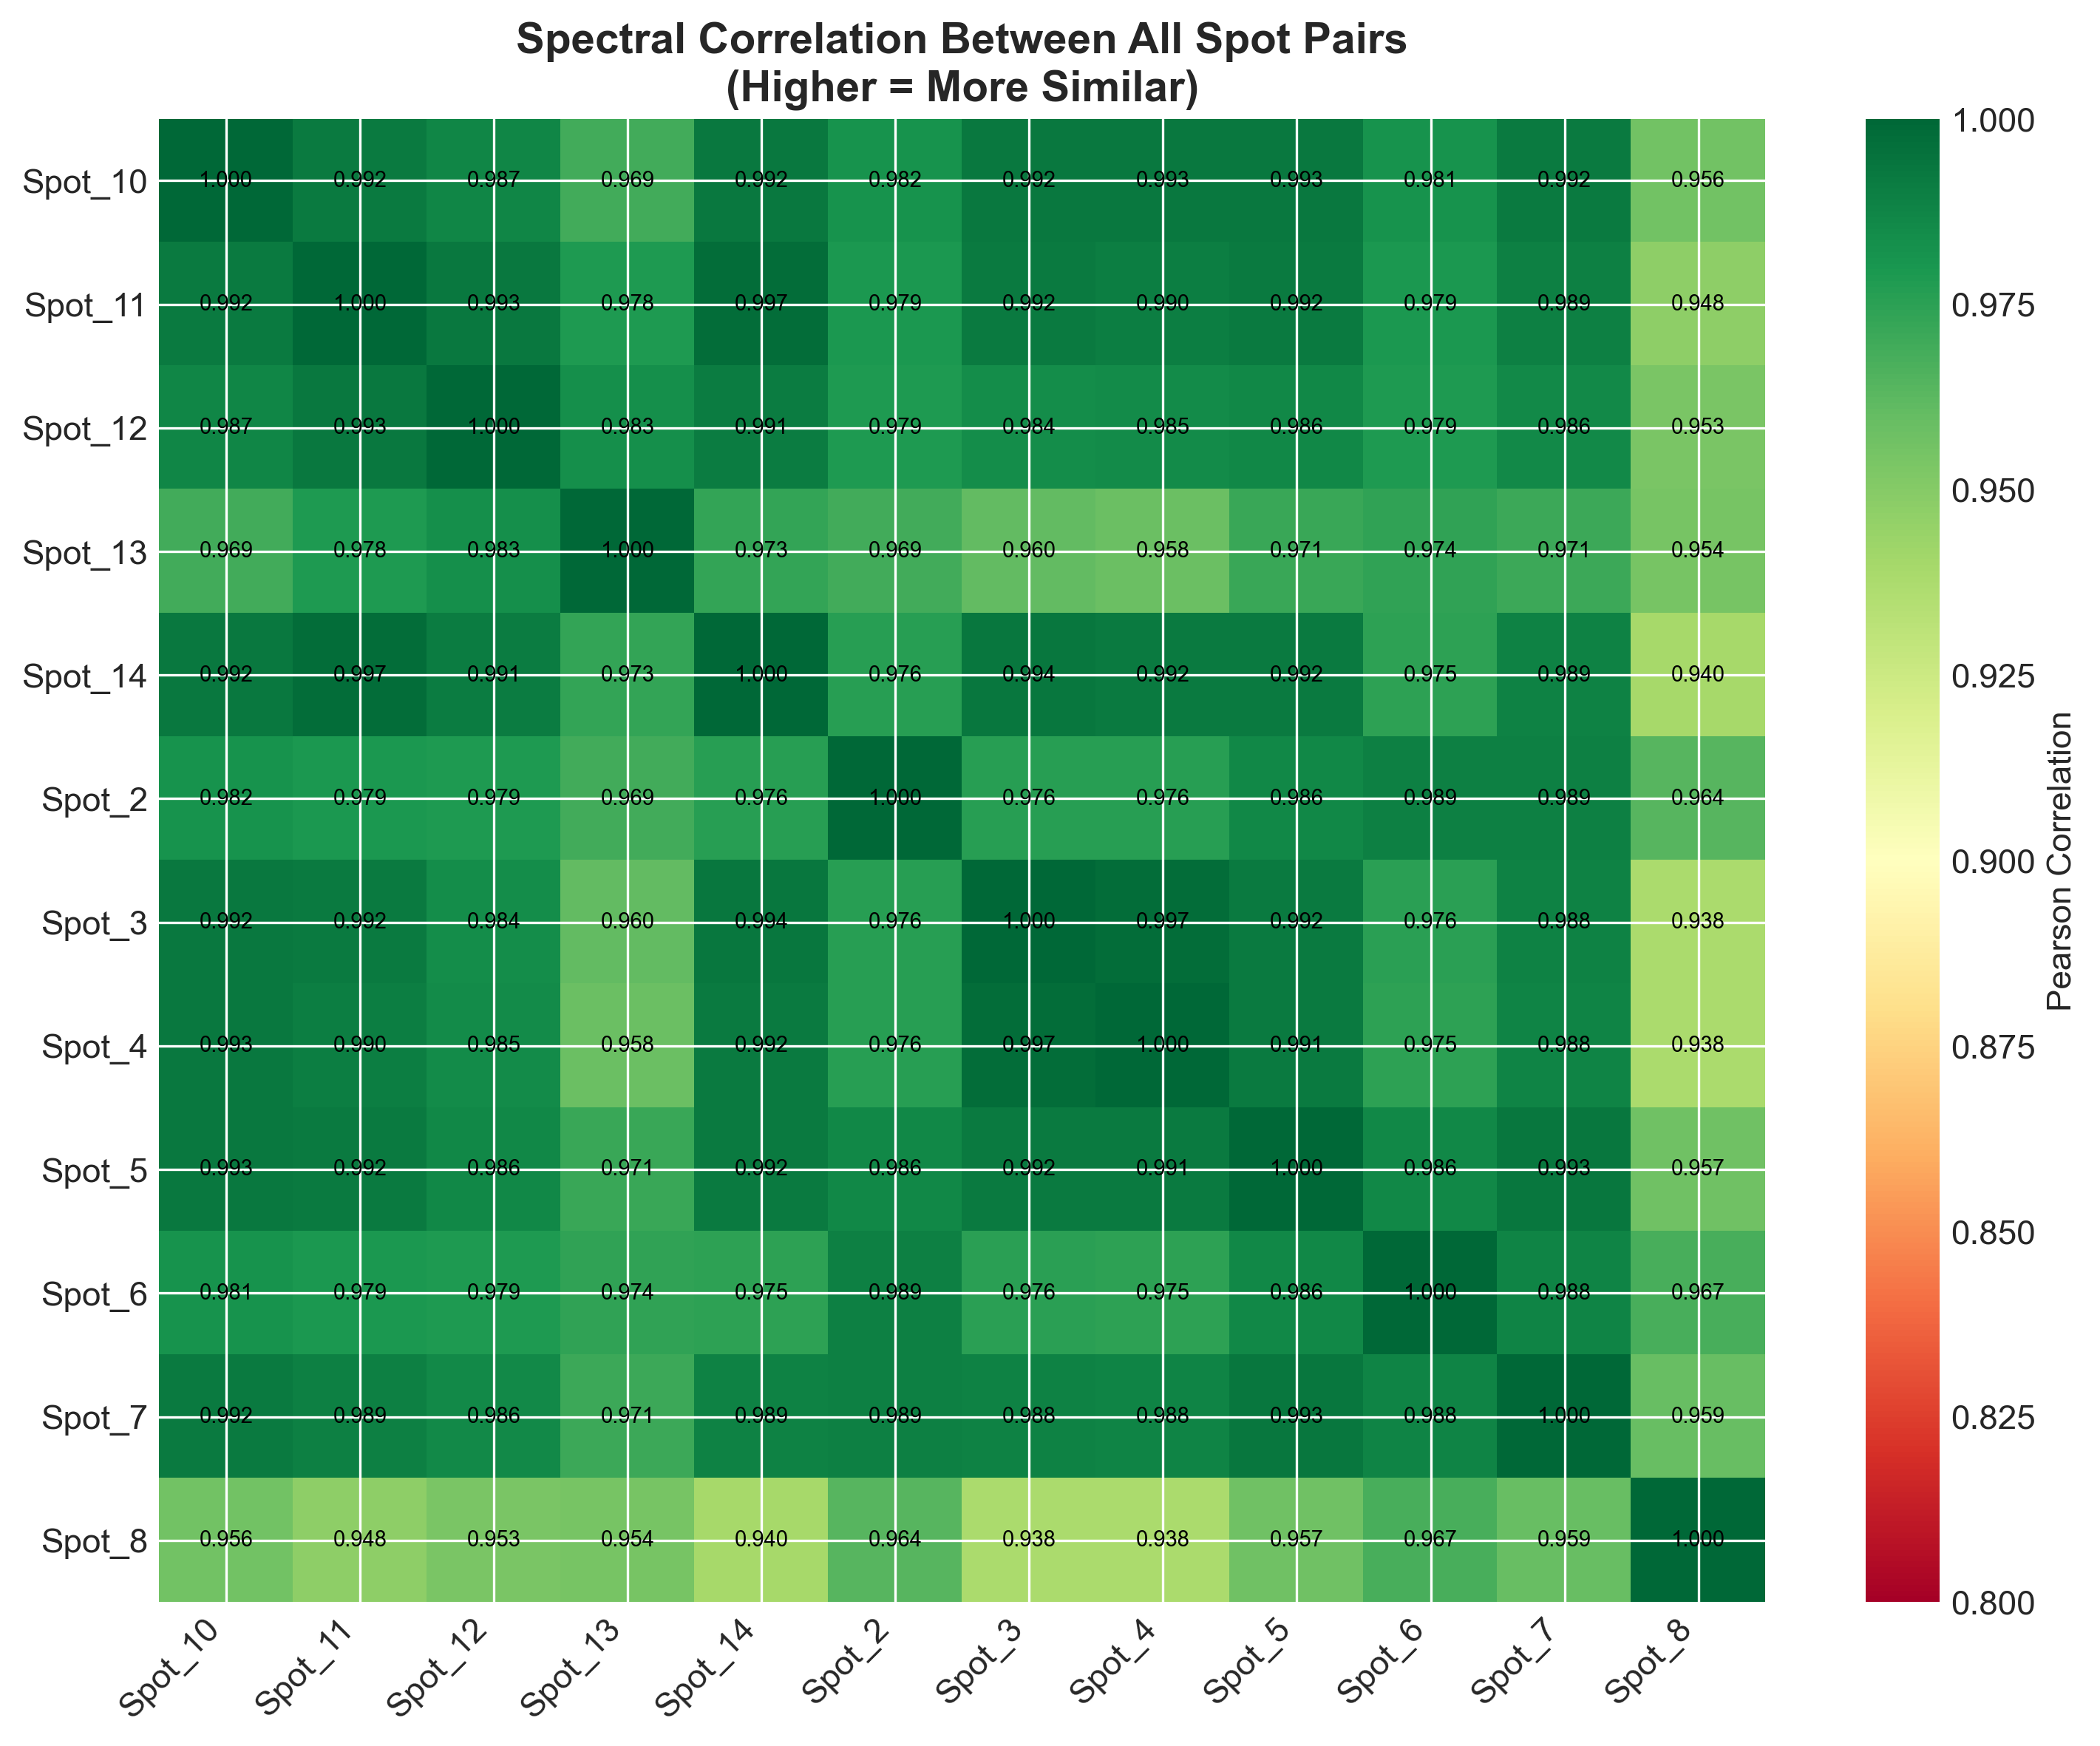 Spectral Correlation Between All Spot Pairs
(Higher = More Similar)
Spot_10 1.000 0.992 0.987 0.969 0.992 0.982 0.992 0.993 0.993 0.981 0.992 0.956
Spot_11 0.992 1.000 0.993 0.978 0.997 0.979 0.992 0.990 0.992 0.979 0.989 0.948
Spot_12 0.987 0.993 1.000 0.983 0.991 0.979 0.984 0.985 0.986 0.979 0.986 0.953
Spot_13 0.969 0.978 0.983 1.000 0.973 0.969 0.960 0.958 0.971 0.974 0.971 0.954
Spot_14 0.992 0.997 0.991 0.973 1.000 0.976 0.994 0.992 0.992 0.975 0.989 0.940
Spot_2 0.982 0.979 0.979 0.969 0.976 1.000 0.976 0.976 0.986 0.989 0.989 0.964
Spot_3 0.992 0.992 0.984 0.960 0.994 0.976 1.000 0.997 0.992 0.976 0.988 0.938
Spot_4 0.993 0.990 0.985 0.958 0.992 0.976 0.997 1.000 0.991 0.975 0.988 0.938
Spot_5 0.993 0.992 0.986 0.971 0.992 0.986 0.992 0.991 1.000 0.986 0.993 0.957
Spot_6 0.981 0.979 0.979 0.974 0.975 0.989 0.976 0.975 0.986 1.000 0.988 0.967
Spot_7 0.992 0.989 0.986 0.971 0.989 0.989 0.988 0.988 0.993 0.988 1.000 0.959
Spot_8 0.956 0.948 0.953 0.954 0.940 0.964 0.938 0.938 0.957 0.967 0.959 1.000
Spot_10 Spot_11 Spot_12 Spot_13 Spot_14 Spot_2 Spot_3 Spot_4 Spot_5 Spot_6 Spot_7 Spot_8
1.000
0.975
0.950
0.925
0.900
0.875
0.850
0.825
0.800
Pearson Correlation